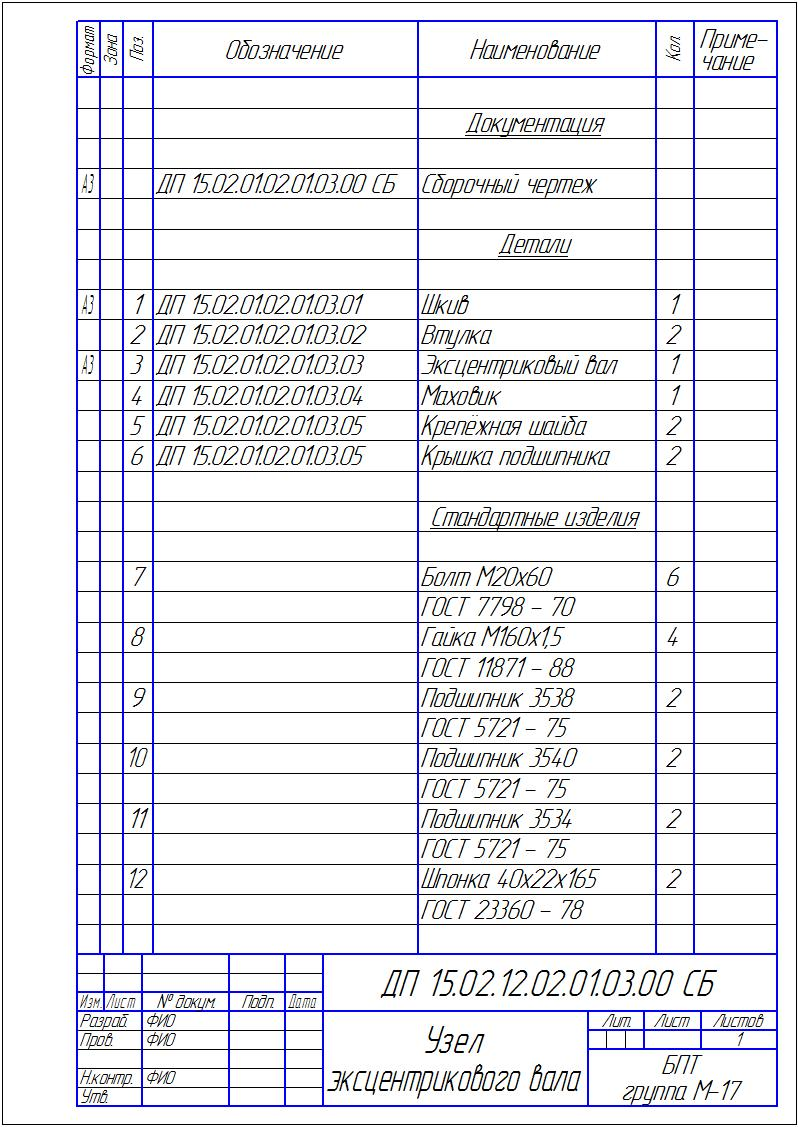 Формат Зона Поз. Обозначение Наименование Кол. Приме-
чание
Документация
А3 ДП 15.02.01.02.01.03.00 СБ Сборочный чертеж
Детали
А3 1 ДП 15.02.01.02.01.03.01 Шкив 1
2 ДП 15.02.01.02.01.03.02 Втулка 2
А3 3 ДП 15.02.01.02.01.03.03 Эксцентриковый вал 1
4 ДП 15.02.01.02.01.03.04 Маховик 1
5 ДП 15.02.01.02.01.03.05 Крепёжная шайба 2
6 ДП 15.02.01.02.01.03.05 Крышка подшипника 2
Стандартные изделия
7 Болт М20х60 6
ГОСТ 7798 – 70
8 Гайка М160х1,5 4
ГОСТ 11871 – 88
9 Подшипник 3538 2
ГОСТ 5721 – 75
10 Подшипник 3540 2
ГОСТ 5721 – 75
11 Подшипник 3534 2
ГОСТ 5721 – 75
12 Шпонка 40х22х165 2
ГОСТ 23360 – 78
ДП 15.02.12.02.01.03.00 СБ
Изм. Лист № докум. Подп. Дата
Разраб. ФИО
Пров. ФИО
Н.контр. ФИО
Утв.
Узел
эксцентрикового вала
Лит. Лист Листов
1
БПТ
группа М-17